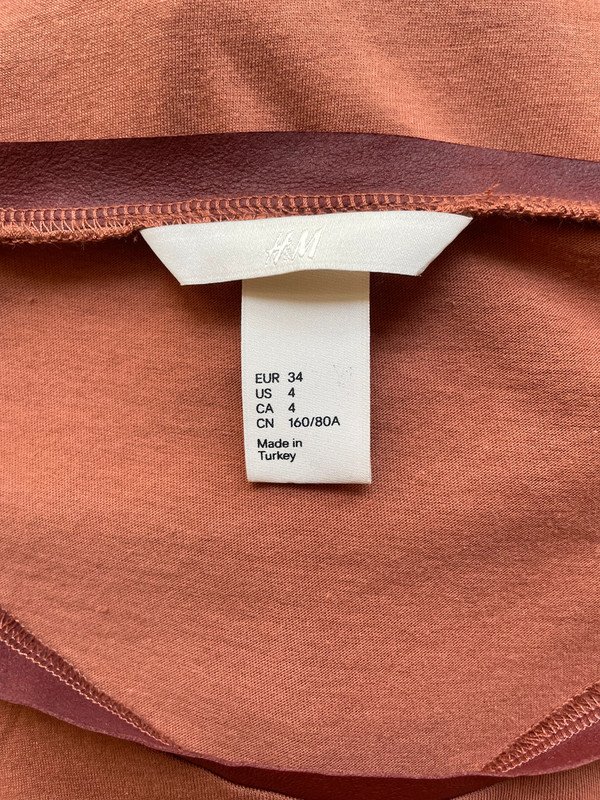 H&M
EUR 34
US 4
CA 4
CN 160/80A
Made in
Turkey